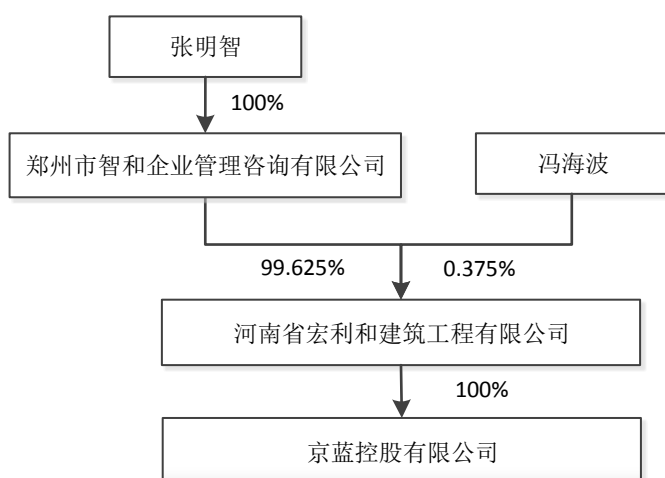 张明智
100%
郑州市智和企业管理咨询有限公司
冯海波
99.625%
0.375%
河南省宏利和建筑工程有限公司
100%
京蓝控股有限公司